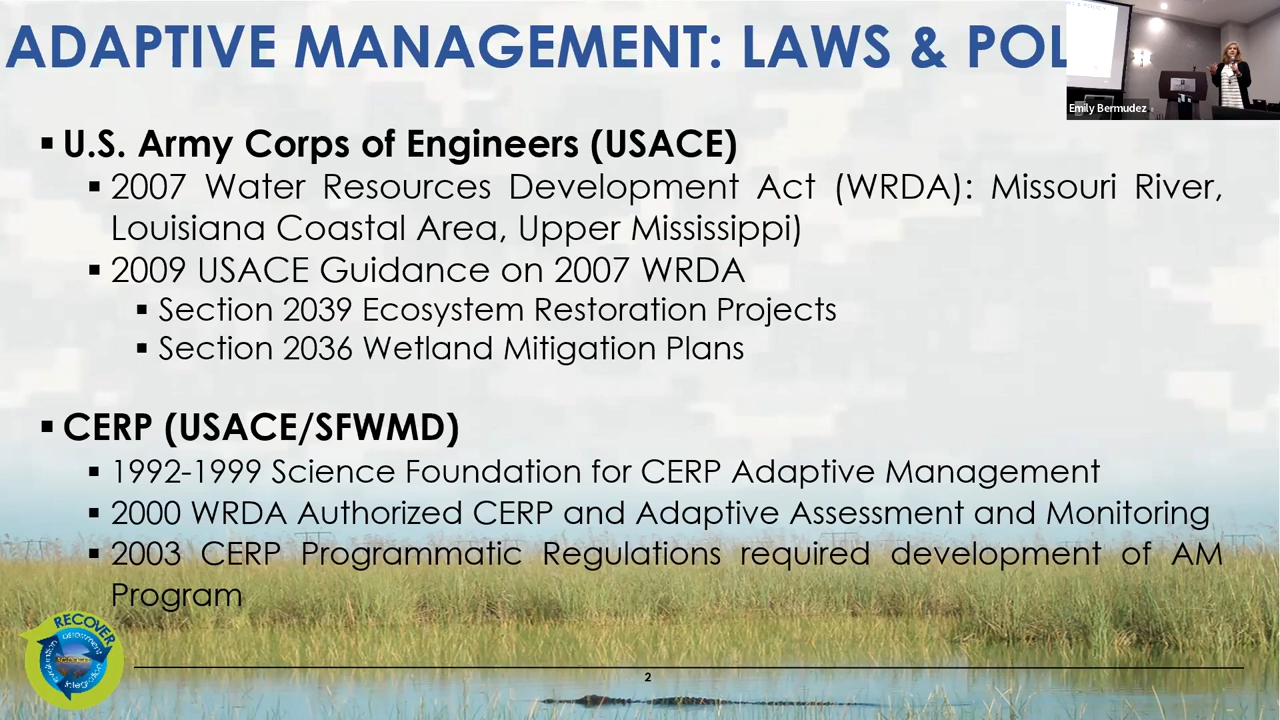 ADAPTIVE MANAGEMENT: LAWS & POL
Emily Bermudez
▪ U.S. Army Corps of Engineers (USACE)
▪ 2007 Water Resources Development Act (WRDA): Missouri River,
Louisiana Coastal Area, Upper Mississippi)
▪ 2009 USACE Guidance on 2007 WRDA
▪ Section 2039 Ecosystem Restoration Projects
▪ Section 2036 Wetland Mitigation Plans
▪ CERP (USACE/SFWMD)
▪ 1992-1999 Science Foundation for CERP Adaptive Management
▪ 2000 WRDA Authorized CERP and Adaptive Assessment and Monitoring
▪ 2003 CERP Programmatic Regulations required development of AM
Program
RECOVER
2